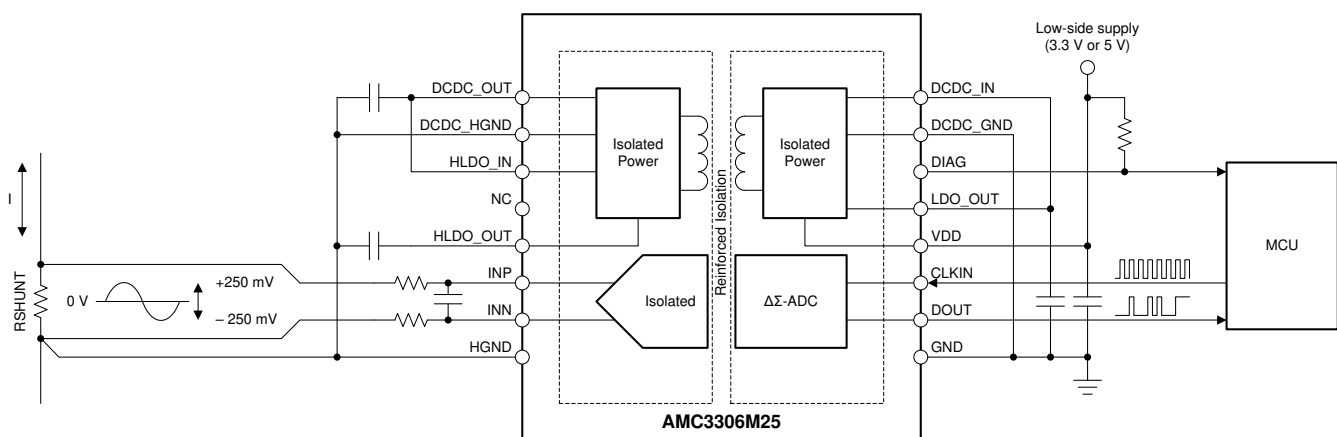 Low-side supply
(3.3 V or 5 V)
DCDC_OUT
DCDC_HGND
HLDO_IN
NC
HLDO_OUT
INP
INN
HGND
I
RSHUNT
0 V
+250 mV
– 250 mV
Isolated
Power
Isolated
Reinforced Isolation
Isolated
Power
ΔΣ-ADC
DCDC_IN
DCDC_GND
DIAG
LDO_OUT
VDD
CLKIN
DOUT
GND
MCU
AMC3306M25